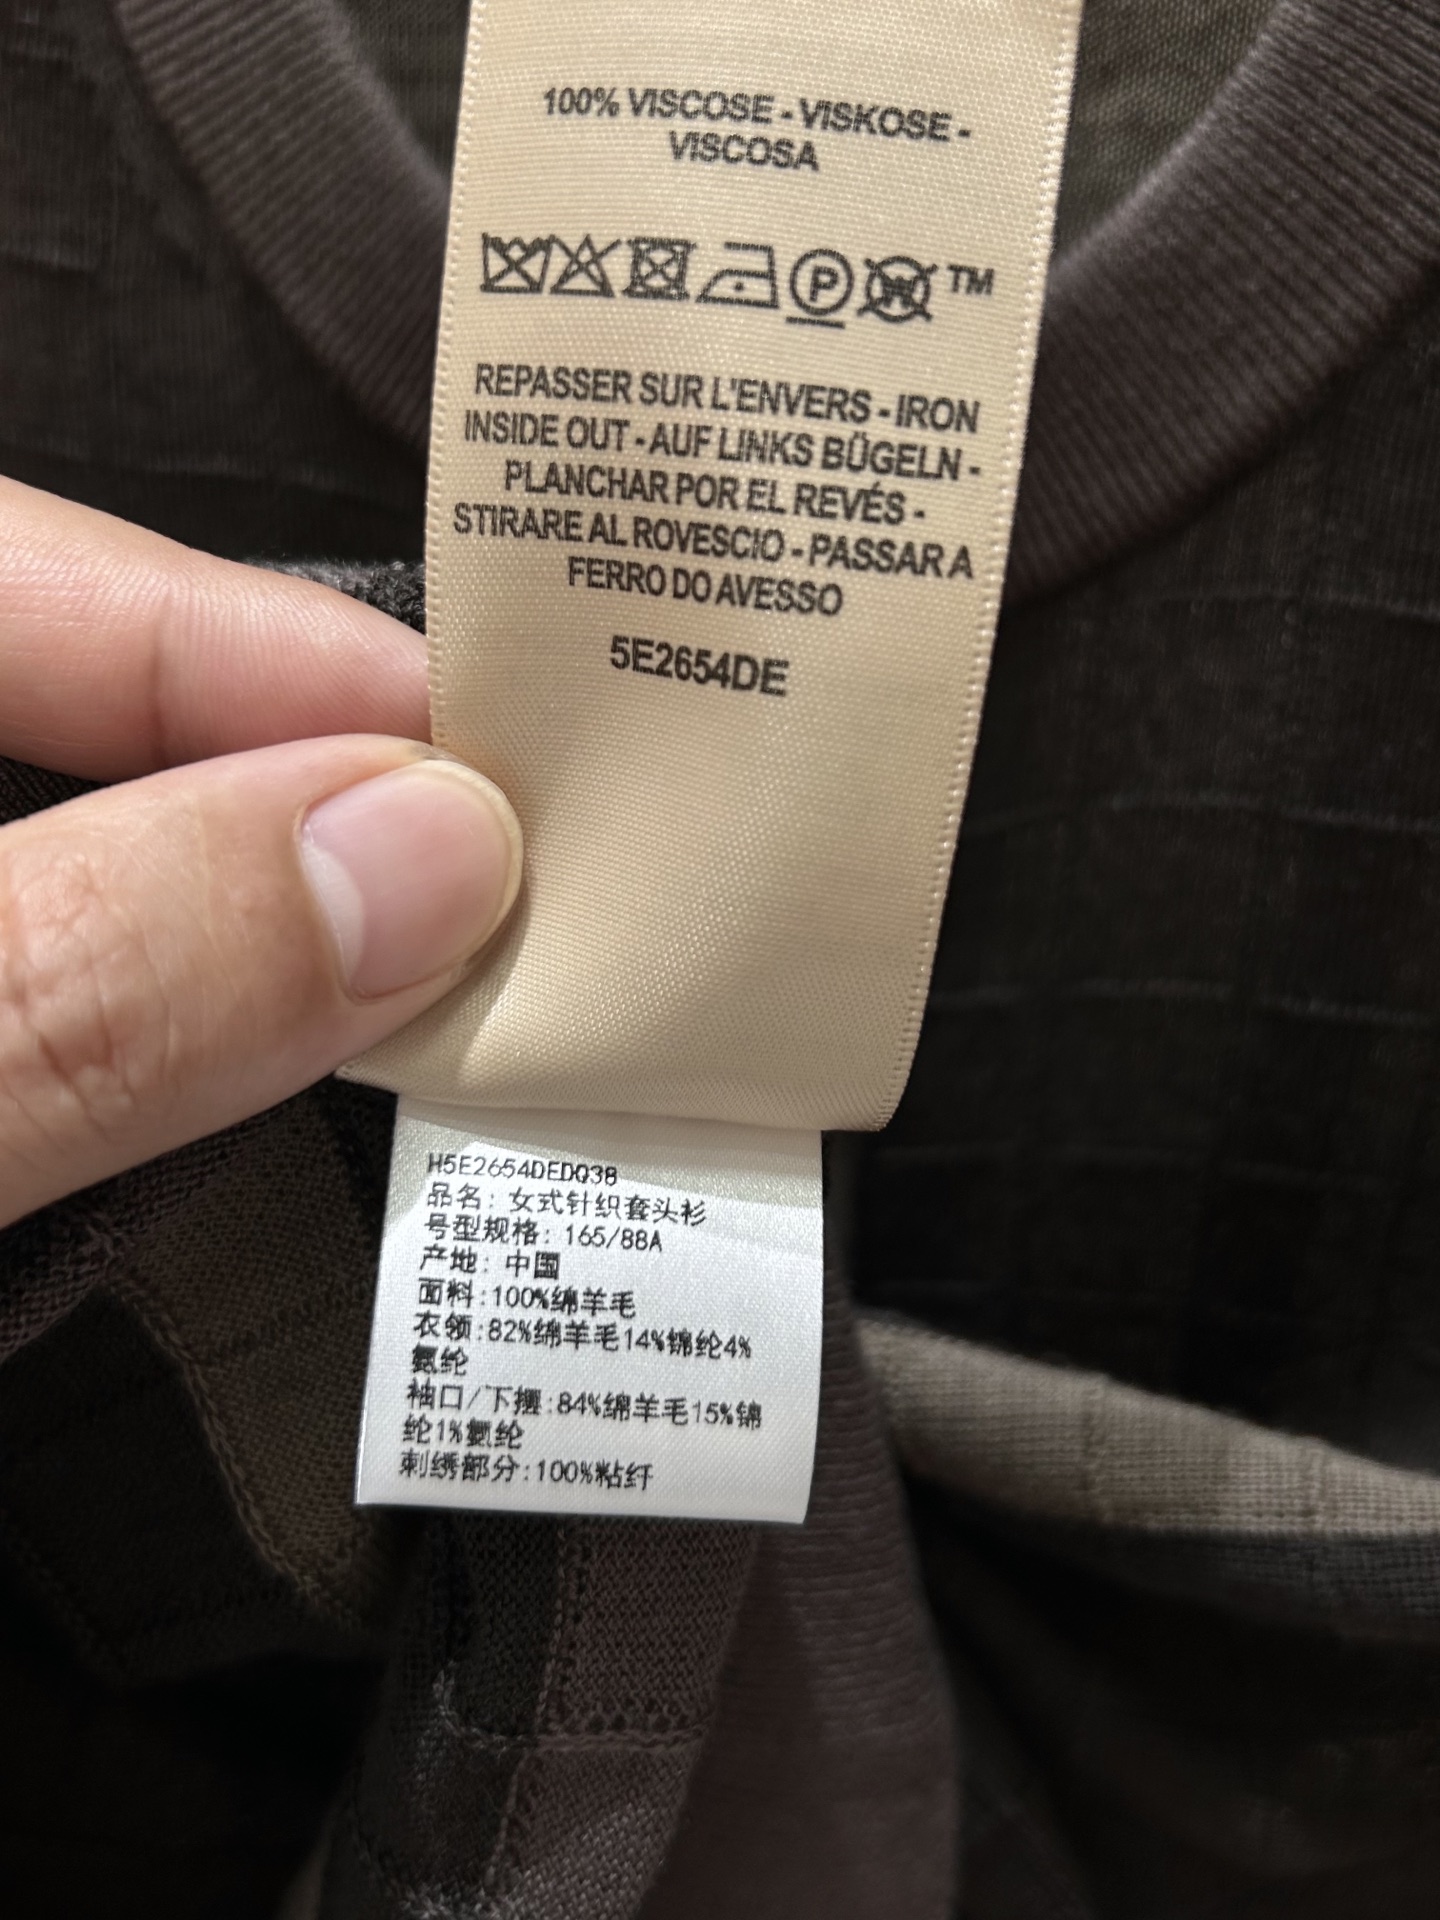 100% VISCOSE - VISKOSE -
VISCOSA
P W ™
REPASSER SUR L'ENVERS - IRON
INSIDE OUT - AUF LINKS BÜGELN -
PLANCHAR POR EL REVÉS -
STIRARE AL ROVESCIO - PASSAR A
FERRO DO AVESSO
5E2654DE
H5E2654DEDQ38
品名: 女式针织套头衫
号型规格: 165/88A
产地: 中国
面料:100%绵羊毛
衣领:82%绵羊毛14%锦纶4%
氨纶
袖口/下摆:84%绵羊毛15%锦
纶1%氨纶
刺绣部分:100%粘纤